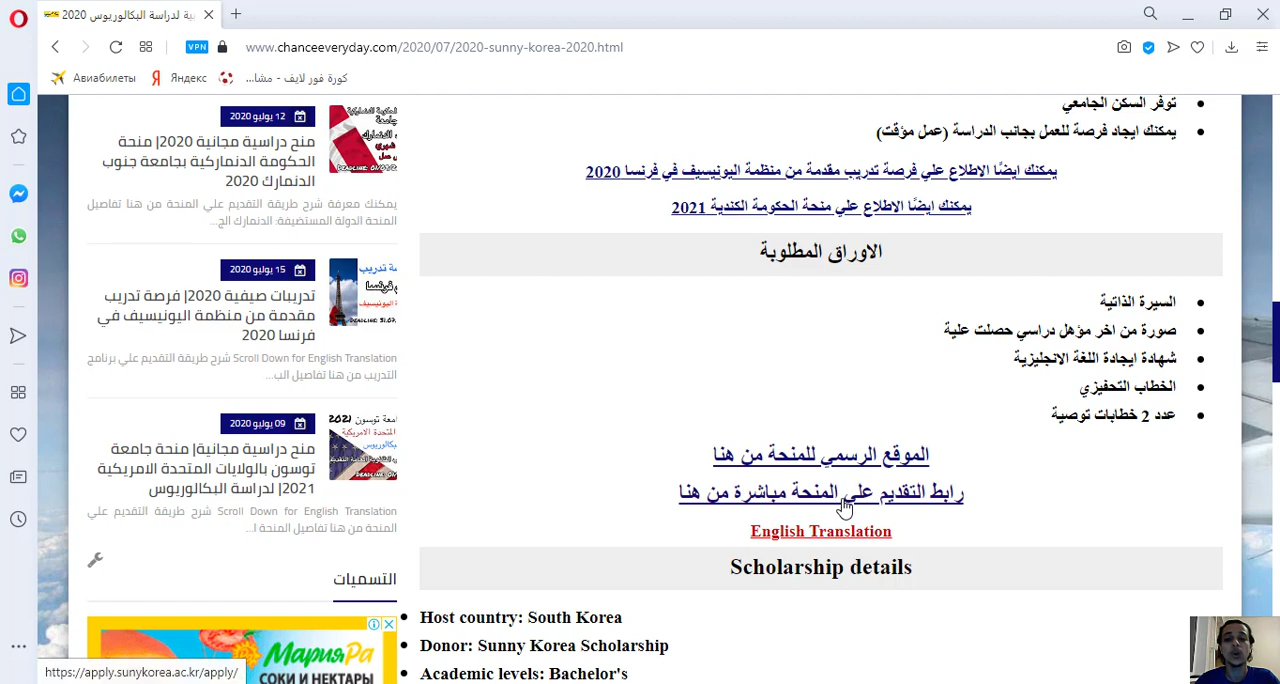 ية لدراسة البكالوريوس 2020
VPN
www.chanceeveryday.com/2020/07/2020-sunny-korea-2020.html
Авиабилеты
Яндекс
كورة فور لايف - مشا...
توفر السكن الجامعي
يمكنك ايجاد فرصة للعمل بجانب الدراسة (عمل مؤقت)
يمكنك ايضًا الاطلاع علي فرصة تدريب مقدمة من منظمة اليونيسيف في فرنسا 2020
يمكنك ايضًا الاطلاع علي منحة الحكومة الكندية 2021
الاوراق المطلوبة
السيرة الذاتية
صورة من اخر مؤهل دراسي حصلت علية
شهادة ايجادة اللغة الانجليزية
الخطاب التحفيزي
عدد 2 خطابات توصية
الموقع الرسمي للمنحة من هنا
رابط التقديم علي المنحة مباشرة من هنا
English Translation
Scholarship details
Host country: South Korea
Donor: Sunny Korea Scholarship
Academic levels: Bachelor's
12 يوليو 2020
منح دراسية مجانية 2020| منحة
الحكومة الدنماركية بجامعة جنوب
الدنمارك 2020
يمكنك معرفة شرح طريقة التقديم علي المنحة من هنا تفاصيل
المنحة الدولة المستضيفة: الدنمارك الج...
15 يوليو 2020
تدريبات صيفية 2020| فرصة تدريب
مقدمة من منظمة اليونيسيف في
فرنسا 2020
Scroll Down for English Translation شرح طريقة التقديم علي برنامج
التدريب من هنا تفاصيل الب...
09 يوليو 2020
منح دراسية مجانية| منحة جامعة
توسون بالولايات المتحدة الامريكية
2021| لدراسة البكالوريوس
Scroll Down for English Translation شرح طريقة التقديم علي
المنحة من هنا تفاصيل المنحة ا...
التسميات
МарияРа
СОКИ И НЕКТАРЫ
https://apply.sunykorea.ac.kr/apply/